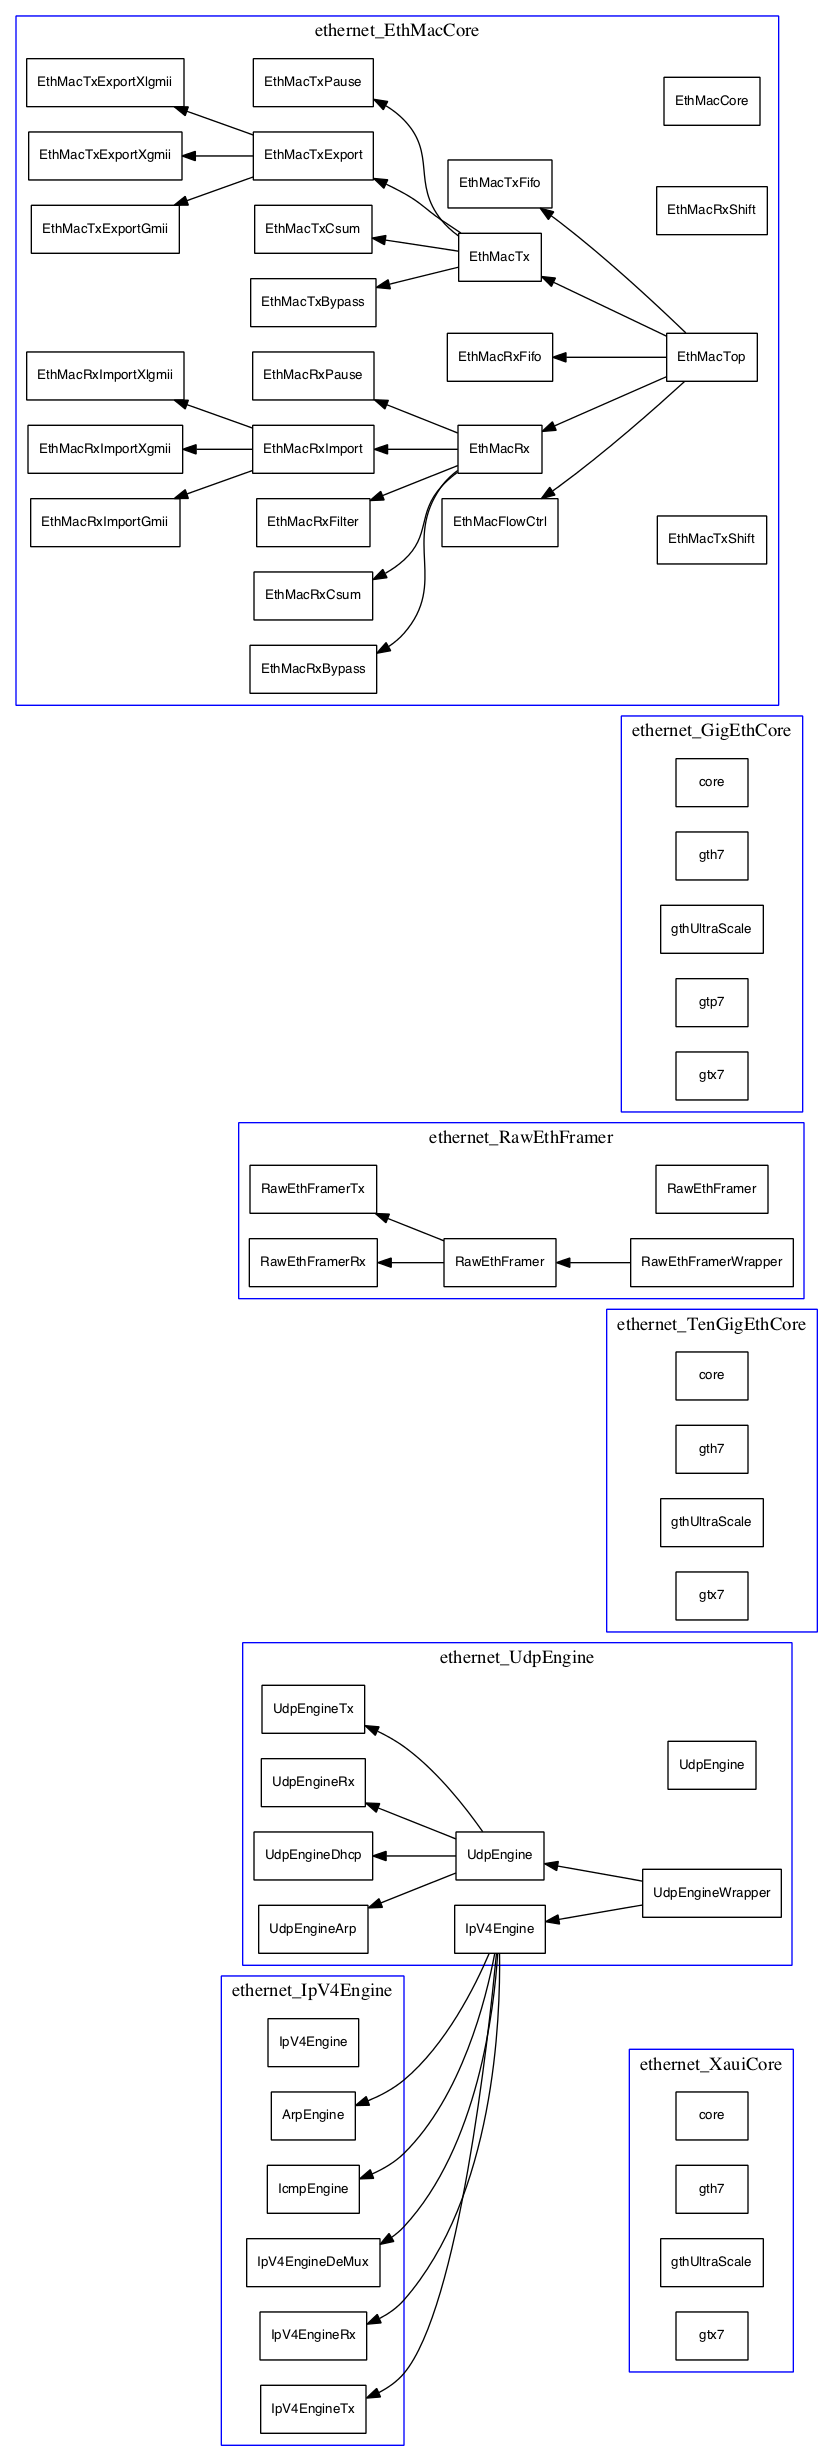 ethernet_EthMacCore
EthMacTxExportXlgmii
EthMacTxPause
EthMacCore
EthMacTxExportXgmii
EthMacTxExport
EthMacTxFifo
EthMacRxShift
EthMacTxExportGmii
EthMacTxCsum
EthMacTx
EthMacTxBypass
EthMacRxFifo
EthMacTop
EthMacRxImportXlgmii
EthMacRxPause
EthMacRxImportXgmii
EthMacRxImport
EthMacRx
EthMacRxImportGmii
EthMacRxFilter
EthMacFlowCtrl
EthMacTxShift
EthMacRxCsum
EthMacRxBypass
ethernet_GigEthCore
core
gth7
gthUltraScale
gtp7
gtx7
ethernet_RawEthFramer
RawEthFramerTx
RawEthFramer
RawEthFramerRx
RawEthFramer
RawEthFramerWrapper
ethernet_TenGigEthCore
core
gth7
gthUltraScale
gtx7
ethernet_UdpEngine
UdpEngineTx
UdpEngine
UdpEngineRx
UdpEngineDhcp
UdpEngine
UdpEngineWrapper
UdpEngineArp
IpV4Engine
ethernet_IpV4Engine
IpV4Engine
ArpEngine
IcmpEngine
IpV4EngineDeMux
IpV4EngineRx
IpV4EngineTx
ethernet_XauiCore
core
gth7
gthUltraScale
gtx7